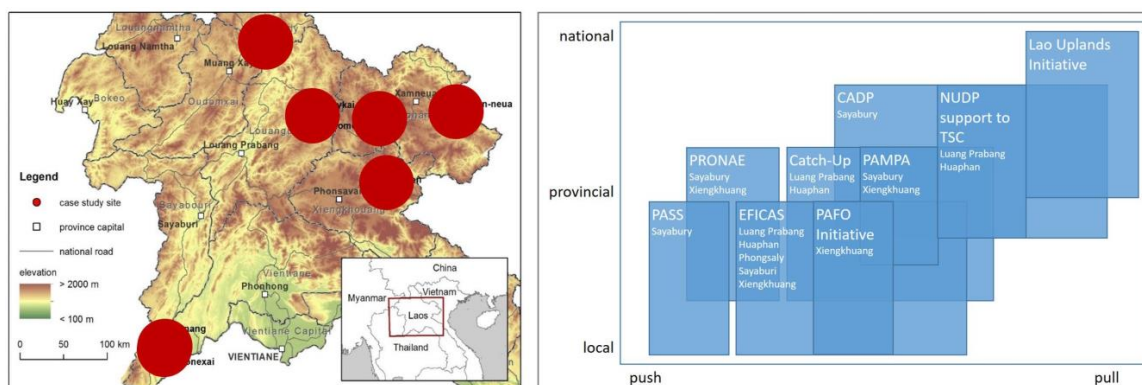 Louang Namtha
Muang Xay
Huay Xay
Bokeo
Oudomxai
Xamneua
Louang Prabang
Legend
case study site
province capital
national road
elevation
> 2000 m
< 100 m
0 50 100 km
Phonsava
Xiengkhouang
Sayabouri
Sayaburi
Vientiane
Phonhong
Vientiane Capital
VIENTIANE
China
Myanmar
Vietnam
Laos
Thailand
national
provincial
local
push
pull
Lao Uplands
Initiative
CADP
Sayabury
NUDP
support to
TSC
Luang Prabang
Huaphan
PRONAE
Sayabury
Xiengkhuang
Catch-Up
Luang Prabang
Huaphan
PAMPA
Sayabury
Xiengkhuang
PASS
Sayabury
EFICAS
Luang Prabang
Huaphan
Phongsaly
Sayaburi
Xiengkhuang
PAFO
Initiative
Xiengkhuang